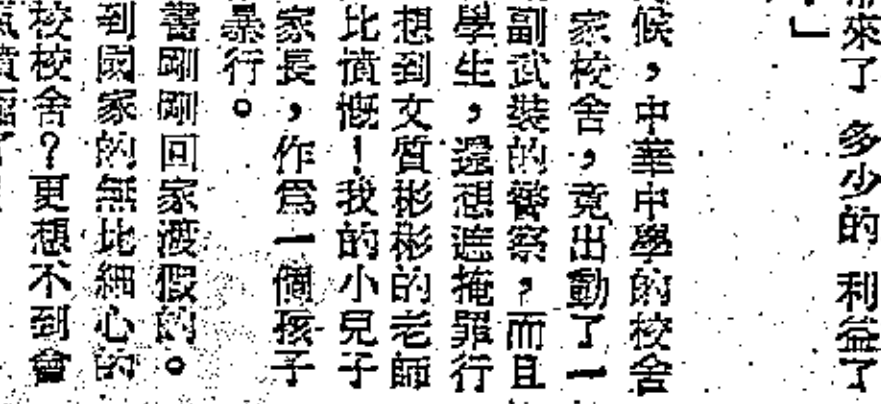 來了 多少的 利益了
」
候，中華中學的校舍
家校舍，竟出動了一
副武裝的警察，而且
學生，還想遮掩罪行
想到文質彬彬的老師
比憤慨！我的小兒子
家長，作爲一個孩子
暴行。
剛剛回家渡假的。
到國家的無比細心的
校校舍？更想不到會